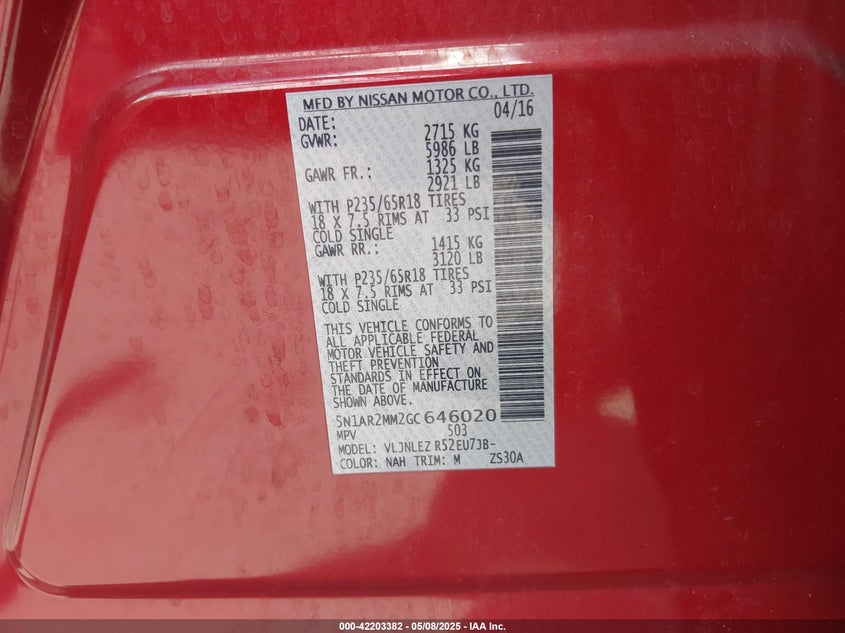 MFD BY NISSAN MOTOR CO., LTD.
DATE: 04/16
GVWR: 2715 KG
5986 LB
GAWR FR.: 1325 KG
2921 LB
WITH P235/65R18 TIRES
18 X 7.5 RIMS AT 33 PSI
COLD SINGLE
GAWR RR.: 1415 KG
3120 LB
WITH P235/65R18 TIRES
18 X 7.5 RIMS AT 33 PSI
COLD SINGLE
THIS VEHICLE CONFORMS TO
ALL APPLICABLE FEDERAL
MOTOR VEHICLE SAFETY AND
THEFT PREVENTION
STANDARDS IN EFFECT ON
THE DATE OF MANUFACTURE
SHOWN ABOVE.
5N1AR2MM2GC646020
MPV 503
MODEL: VLJNLEZ R52EU7JB-
COLOR: NAH TRIM: M ZS30A
000-42203382 - 05/08/2025 - IAA Inc.